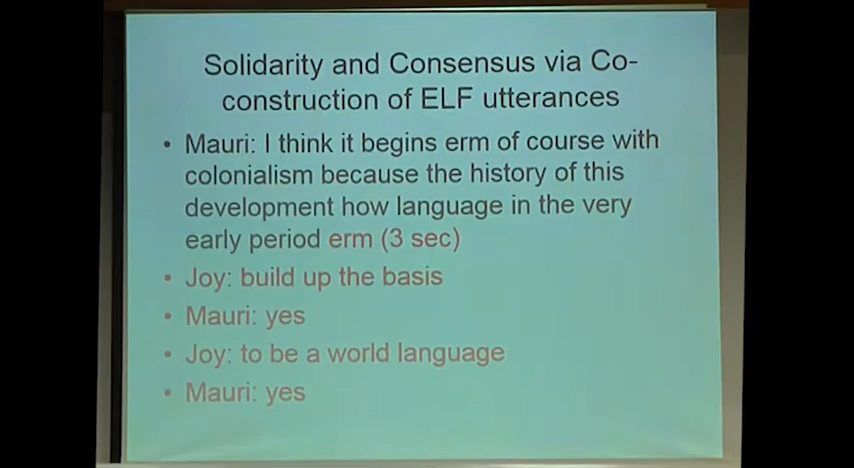 Solidarity and Consensus via Co-
construction of ELF utterances
• Mauri: I think it begins erm of course with
colonialism because the history of this
development how language in the very
early period erm (3 sec)
• Joy: build up the basis
• Mauri: yes
• Joy: to be a world language
• Mauri: yes